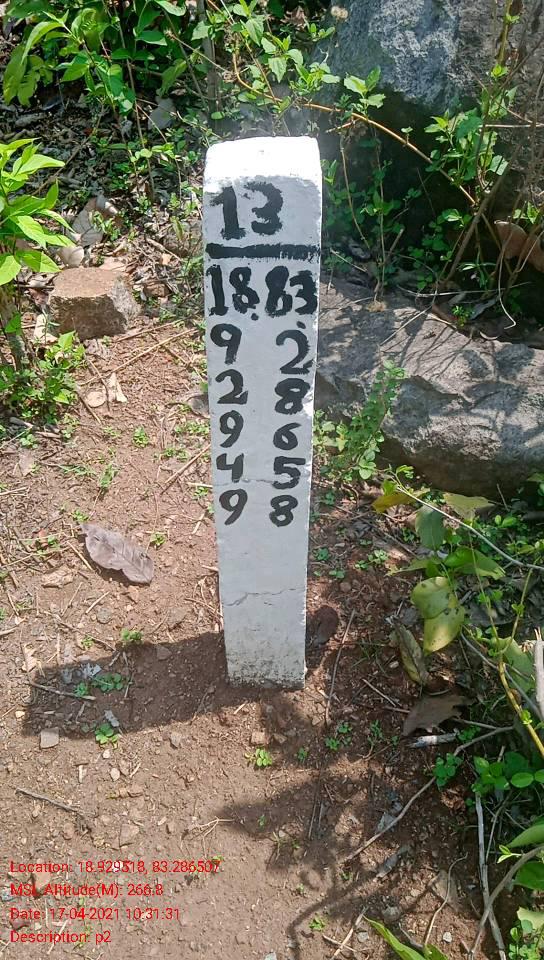 13
18.83.
9 2
2 8
9 6
4 5
9 8
Location: 18.929518, 83.286507
MSL Altitude(M): 266.8
Date: 17-04-2021 10:31:31
Description: p2